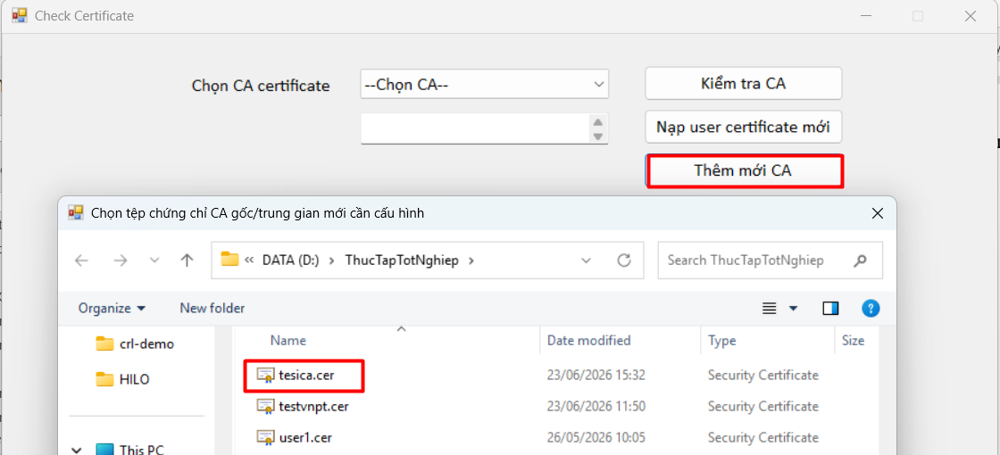 Check Certificate
Chọn CA certificate
--Chọn CA--
Kiểm tra CA
Nạp user certificate mới
Thêm mới CA
Chọn tệp chứng chỉ CA gốc/trung gian mới cần cấu hình
« DATA (D:) › ThucTapTotNghiep ›
Search ThucTapTotNghiep
Organize
New folder
Name Date modified Type Size
crl-demo
HILO
This PC
tesica.cer 23/06/2026 15:32 Security Certificate
testvnpt.cer 23/06/2026 11:50 Security Certificate
user1.cer 26/05/2026 10:05 Security Certificate